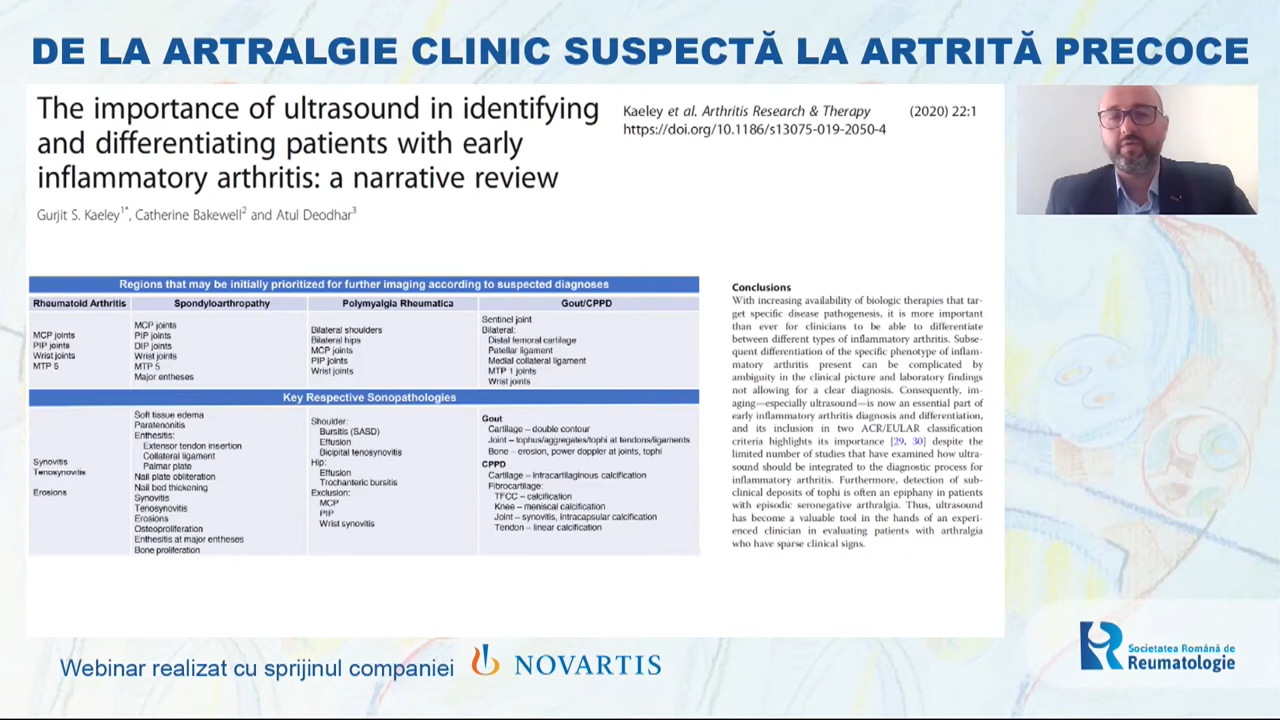 DE LA ARTRALGIE CLINIC SUSPECTĂ LA ARTRITĂ PRECOCE
The importance of ultrasound in identifying
and differentiating patients with early
inflammatory arthritis: a narrative review
Kaeley et al. Arthritis Research & Therapy (2020) 22:1
https://doi.org/10.1186/s13075-019-2050-4
Gurjit S. Kaeley1*, Catherine Bakewell2 and Atul Deodhar3
Regions that may be initially prioritized for further imaging according to suspected diagnoses
Rheumatoid Arthritis
MCP joints
PIP joints
Wrist joints
MTP 5
Spondyloarthropathy
MCP joints
PIP joints
DIP joints
Wrist joints
MTP 5
Major entheses
Polymyalgia Rheumatica
Bilateral shoulders
Bilateral hips
MCP joints
PIP joints
Wrist joints
Gout/CPPD
Sentinel joint
Bilateral:
Distal femoral cartilage
Patellar ligament
Medial collateral ligament
MTP 1 joints
Wrist joints
Key Respective Sonopathologies
Synovitis
Tenosynovitis
Erosions
Soft tissue edema
Paratenonitis
Enthesitis:
Extensor tendon insertion
Collateral ligament
Palmar plate
Nail plate obliteration
Nail bed thickening
Synovitis
Tenosynovitis
Erosions
Osteoproliferation
Enthesitis at major entheses
Bone proliferation
Shoulder:
Bursitis (SASD)
Effusion
Bicipital tenosynovitis
Hip:
Effusion
Trochanteric bursitis
Exclusion:
MCP
PIP
Wrist synovitis
Gout
Cartilage – double contour
Joint – tophus/aggregates/tophi at tendons/ligaments
Bone – erosion, power doppler at joints, tophi
CPPD
Cartilage – intracartilaginous calcification
Fibrocartilage:
TFCC – calcification
Knee – meniscal calcification
Joint – synovitis, intracapsular calcification
Tendon – linear calcification
Conclusions
With increasing availability of biologic therapies that tar-
get specific disease pathogenesis, it is more important
than ever for clinicians to be able to differentiate
between different types of inflammatory arthritis. Subse-
quent differentiation of the specific phenotype of inflam-
matory arthritis present can be complicated by
ambiguity in the clinical picture and laboratory findings
not allowing for a clear diagnosis. Consequently, im-
aging—especially ultrasound—is now an essential part of
early inflammatory arthritis diagnosis and differentiation,
and its inclusion in two ACR/EULAR classification
criteria highlights its importance [29, 30] despite the
limited number of studies that have examined how ultra-
sound should be integrated to the diagnostic process for
inflammatory arthritis. Furthermore, detection of sub-
clinical deposits of tophi is often an epiphany in patients
with episodic seronegative arthralgia. Thus, ultrasound
has become a valuable tool in the hands of an experi-
enced clinician in evaluating patients with arthralgia
who have sparse clinical signs.
Webinar realizat cu sprijinul companiei
NOVARTIS
Societatea Română de
Reumatologie